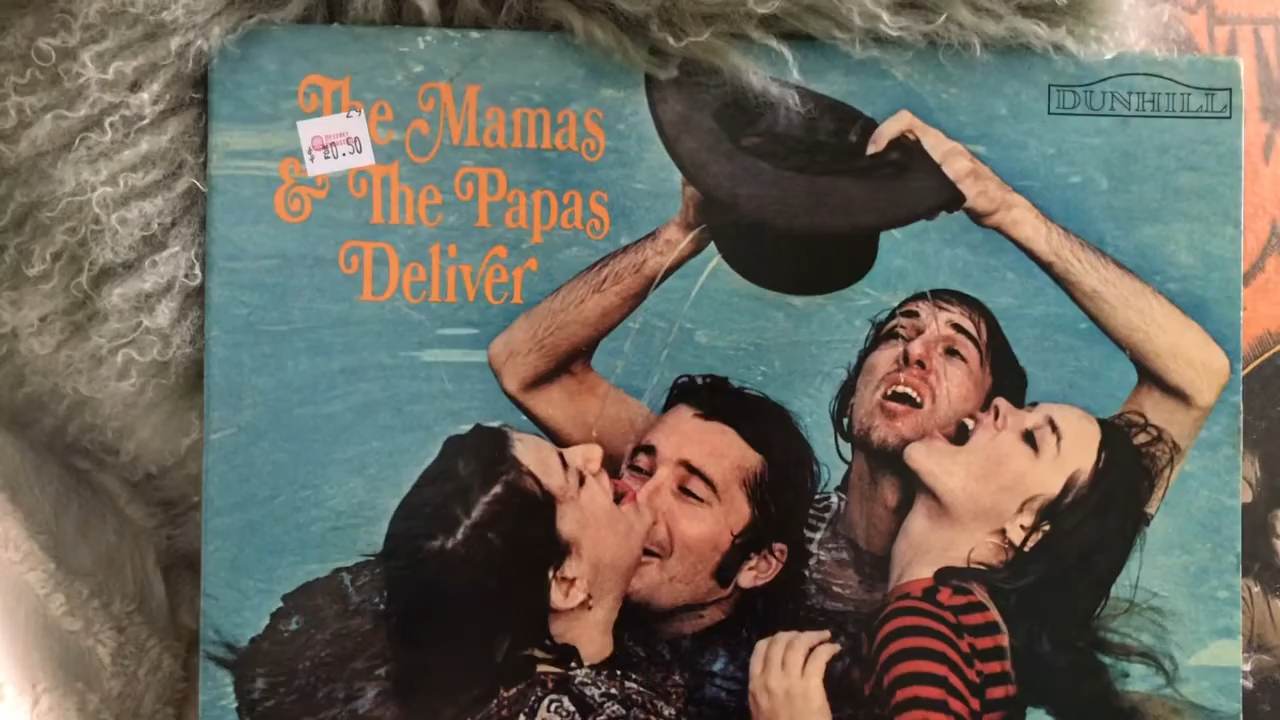 The Mamas
& The Papas
Deliver
$20.50
DUNHILL